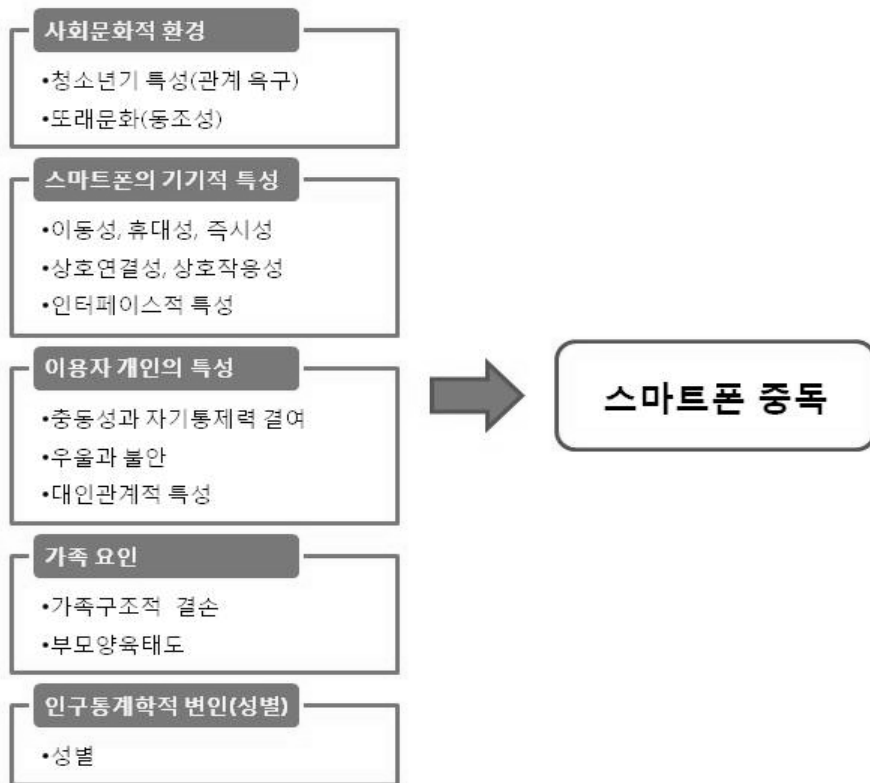 사회문화적 환경
•청소년기 특성(관계 욕구)
•또래문화(동조성)
스마트폰의 기기적 특성
•이동성, 휴대성, 즉시성
•상호연결성, 상호작용성
•인터페이스적 특성
이용자 개인의 특성
•충동성과 자기통제력 결여
•우울과 불안
•대인관계적 특성
가족 요인
•가족구조적 결손
•부모양육태도
인구통계학적 변인(성별)
•성별
스마트폰 중독